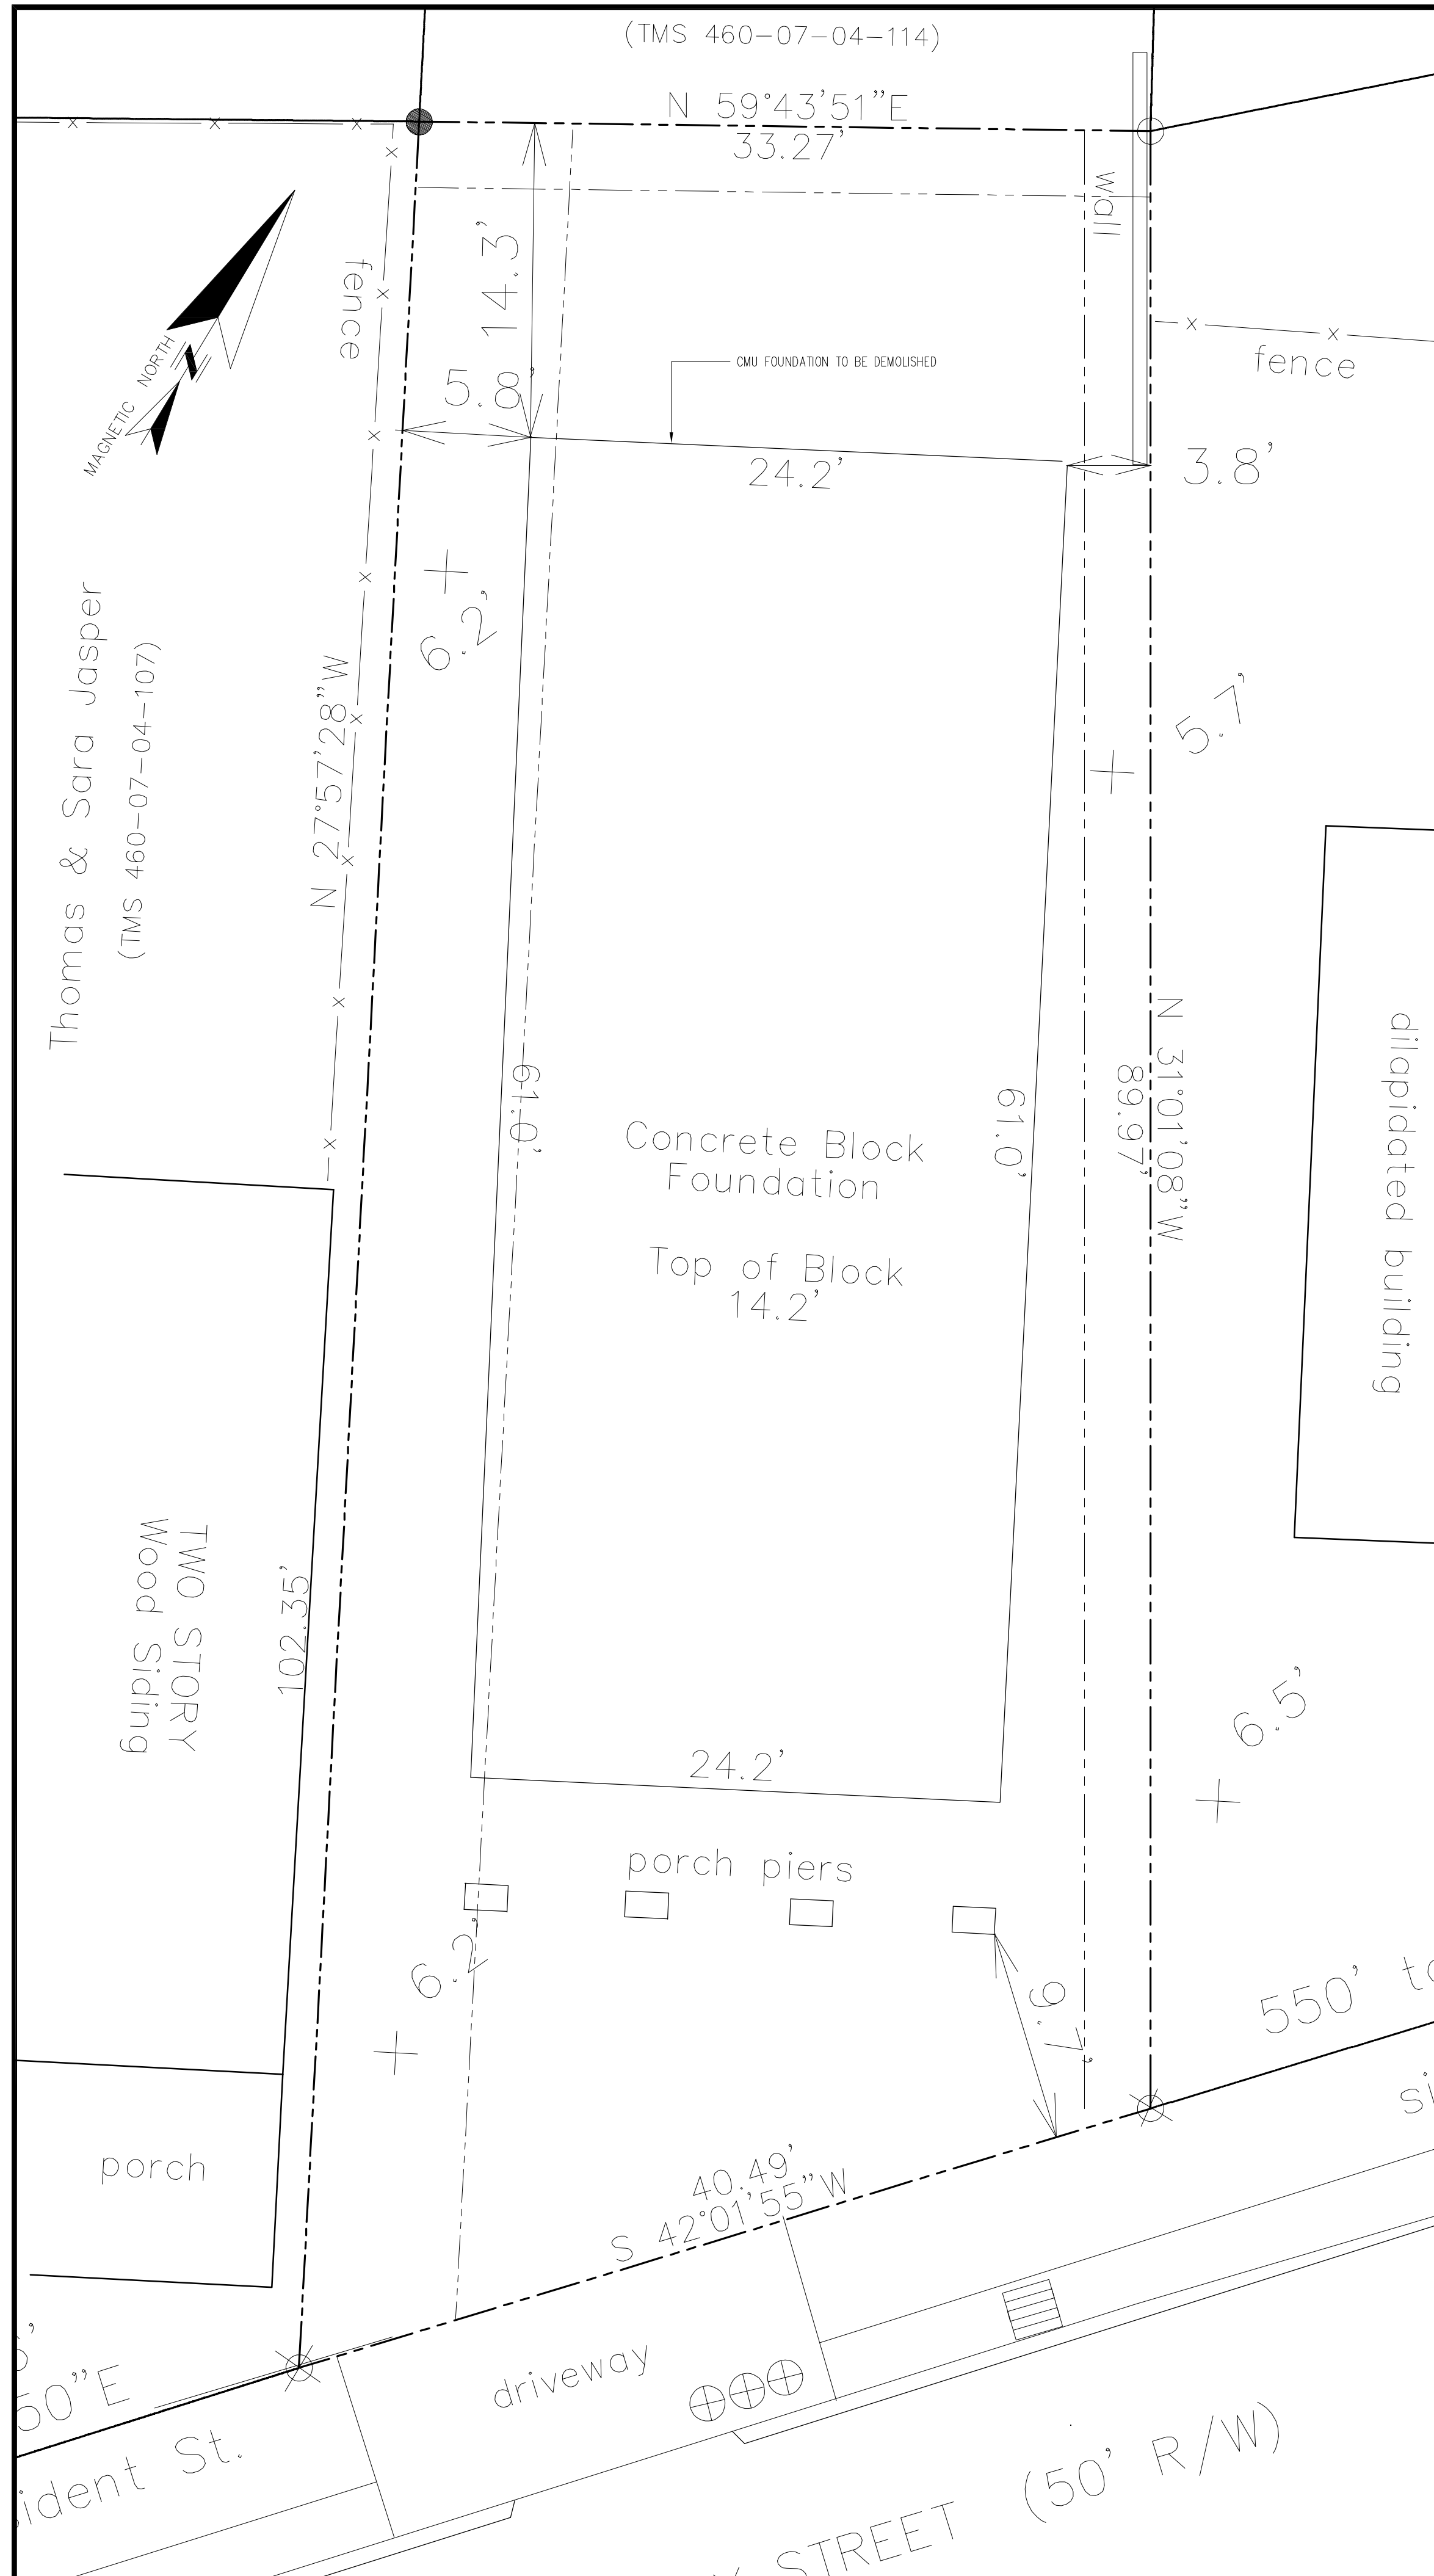 (TMS 460-07-04-114)
N 59°43'51"E
33.27'
wall
14.3'
fence
MAGNETIC NORTH
N
5.8'
CMU FOUNDATION TO BE DEMOLISHED
24.2'
3.8'
fence
6.2'
5.7'
Thomas & Sara Jasper
(TMS 460-07-04-107)
N 27°57'28"W
61.0'
61.0'
89.97'
N 31°01'08"W
Concrete Block
Foundation
Top of Block
14.2'
dilapidated building
TWO STORY
Wood Siding
102.35'
24.2'
6.5'
porch piers
6.2'
9.7'
550'
porch
40.49'
S 42°01'55"W
50"E
driveway
ident St.
STREET (50' R/W)